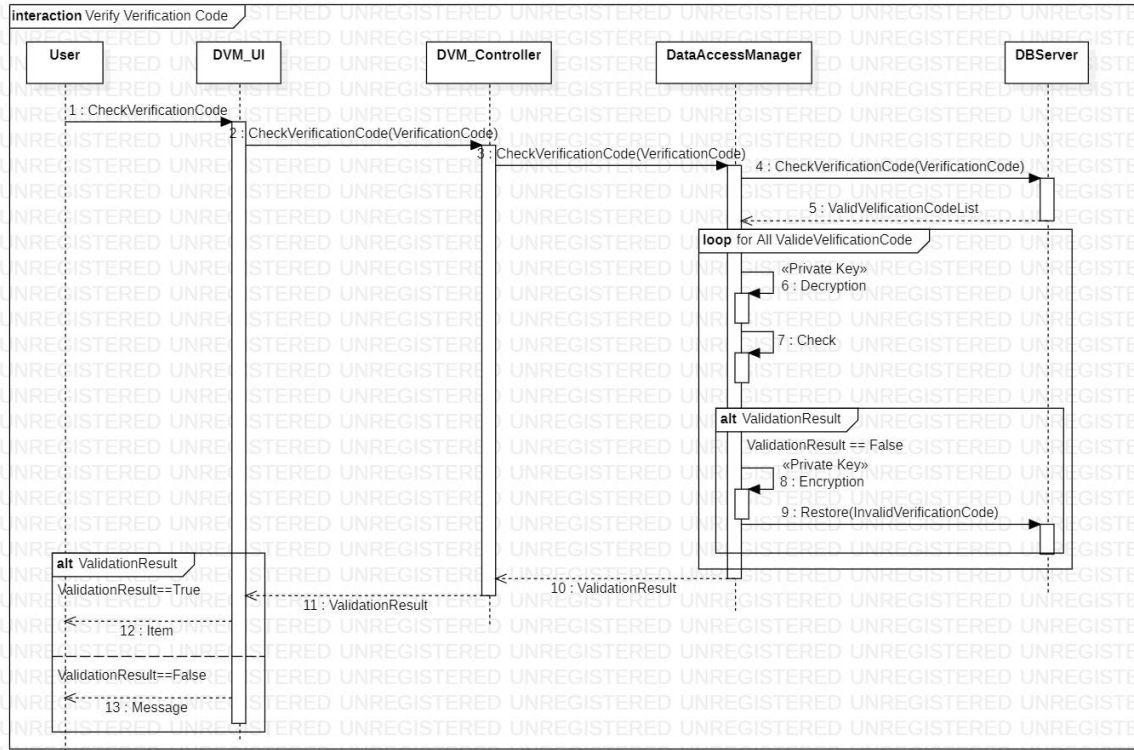 interaction Verify Verification Code
User
DVM_UI
DVM_Controller
DataAccessManager
DBServer
1 : CheckVerificationCode
2 : CheckVerificationCode(VerificationCode)
3 : CheckVerificationCode(VerificationCode)
4 : CheckVerificationCode(VerificationCode)
5 : ValidVelificationCodeList
loop for All ValideVelificationCode
«Private Key»
6 : Decryption
7 : Check
alt ValidationResult
ValidationResult == False
«Private Key»
8 : Encryption
9 : Restore(InvalidVerificationCode)
10 : ValidationResult
11 : ValidationResult
alt ValidationResult
ValidationResult==True
12 : Item
ValidationResult==False
13 : Message
UNREGISTERED